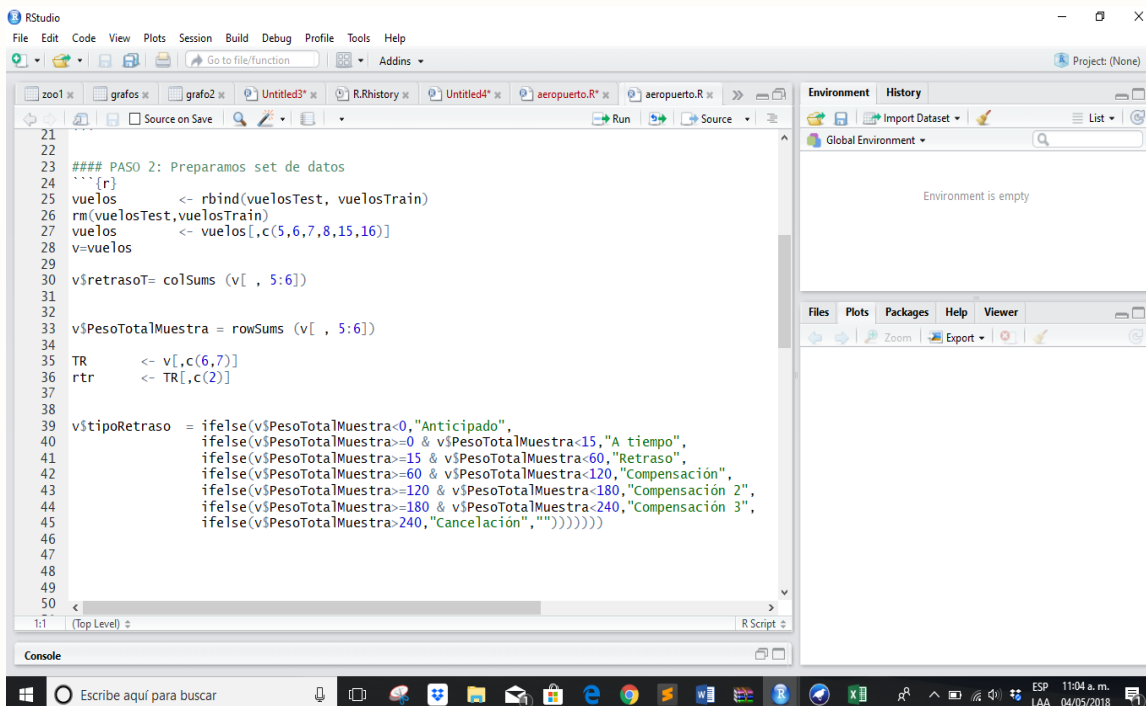 RStudio
File Edit Code View Plots Session Build Debug Profile Tools Help
Go to file/function Addins Project: (None)
zoo1 grafos grafo2 Untitled3* R.Rhistory Untitled4* aeropuerto.R* aeropuerto.R
Source on Save Run Source
21 ```
22
23 #### PASO 2: Preparamos set de datos
24 ```{r}
25 vuelos <- rbind(vuelosTest, vuelosTrain)
26 rm(vuelosTest,vuelosTrain)
27 vuelos <- vuelos[,c(5,6,7,8,15,16)]
28 v=vuelos
29
30 v$retrasoT= colSums (v[ , 5:6])
31
32
33 v$PesoTotalMuestra = rowSums (v[ , 5:6])
34
35 TR <- v[,c(6,7)]
36 rtr <- TR[,c(2)]
37
38
39 v$tipoRetraso = ifelse(v$PesoTotalMuestra<0,"Anticipado",
40 ifelse(v$PesoTotalMuestra>=0 & v$PesoTotalMuestra<15,"A tiempo",
41 ifelse(v$PesoTotalMuestra>=15 & v$PesoTotalMuestra<60,"Retraso",
42 ifelse(v$PesoTotalMuestra>=60 & v$PesoTotalMuestra<120,"Compensación",
43 ifelse(v$PesoTotalMuestra>=120 & v$PesoTotalMuestra<180,"Compensación 2",
44 ifelse(v$PesoTotalMuestra>=180 & v$PesoTotalMuestra<240,"Compensación 3",
45 ifelse(v$PesoTotalMuestra>240,"Cancelación","")))))))
46
47
48
49
50
1:1 (Top Level) R Script
Console
Environment History
Import Dataset List
Global Environment
Environment is empty
Files Plots Packages Help Viewer
Zoom Export
Escribe aquí para buscar
ESP 11:04 a. m.
LAA 04/05/2018